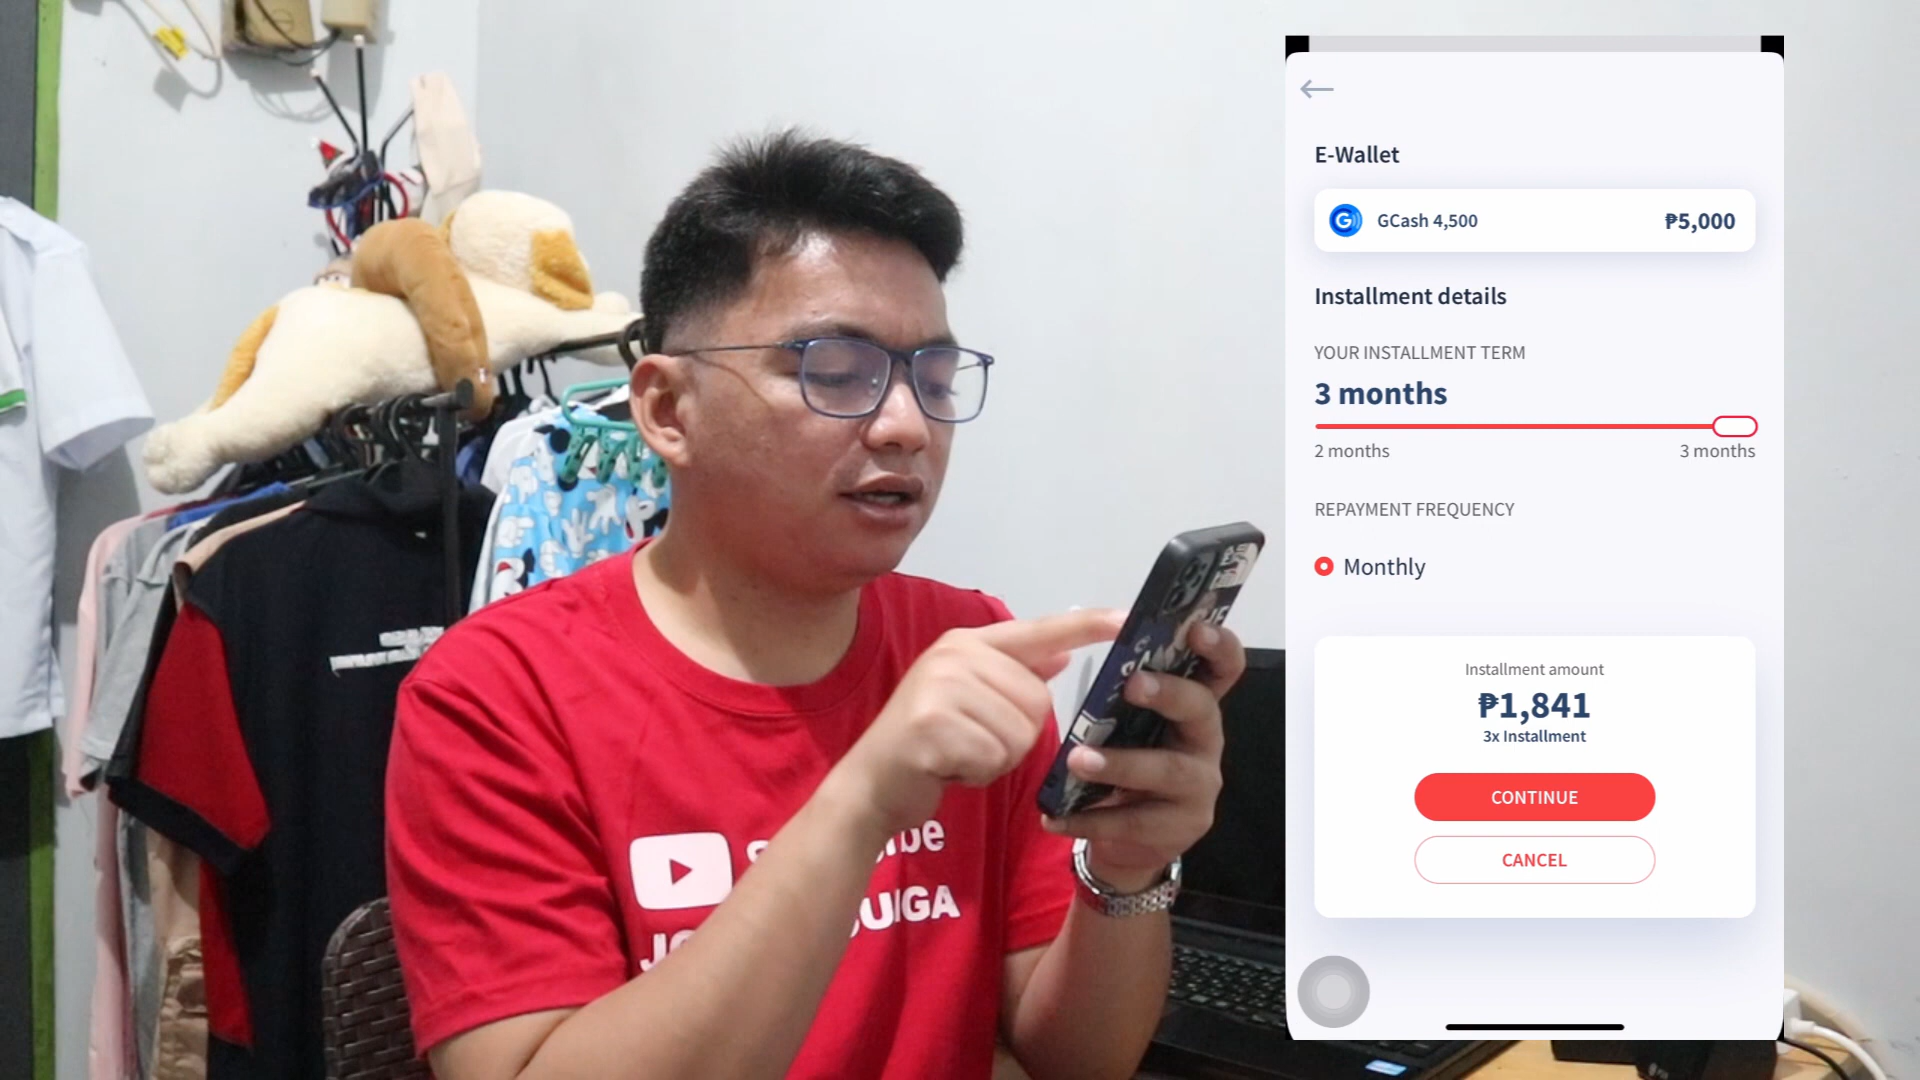 E-Wallet
GCash 4,500
₱5,000
Installment details
YOUR INSTALLMENT TERM
3 months
2 months
3 months
REPAYMENT FREQUENCY
Monthly
Installment amount
₱1,841
3x Installment
CONTINUE
CANCEL